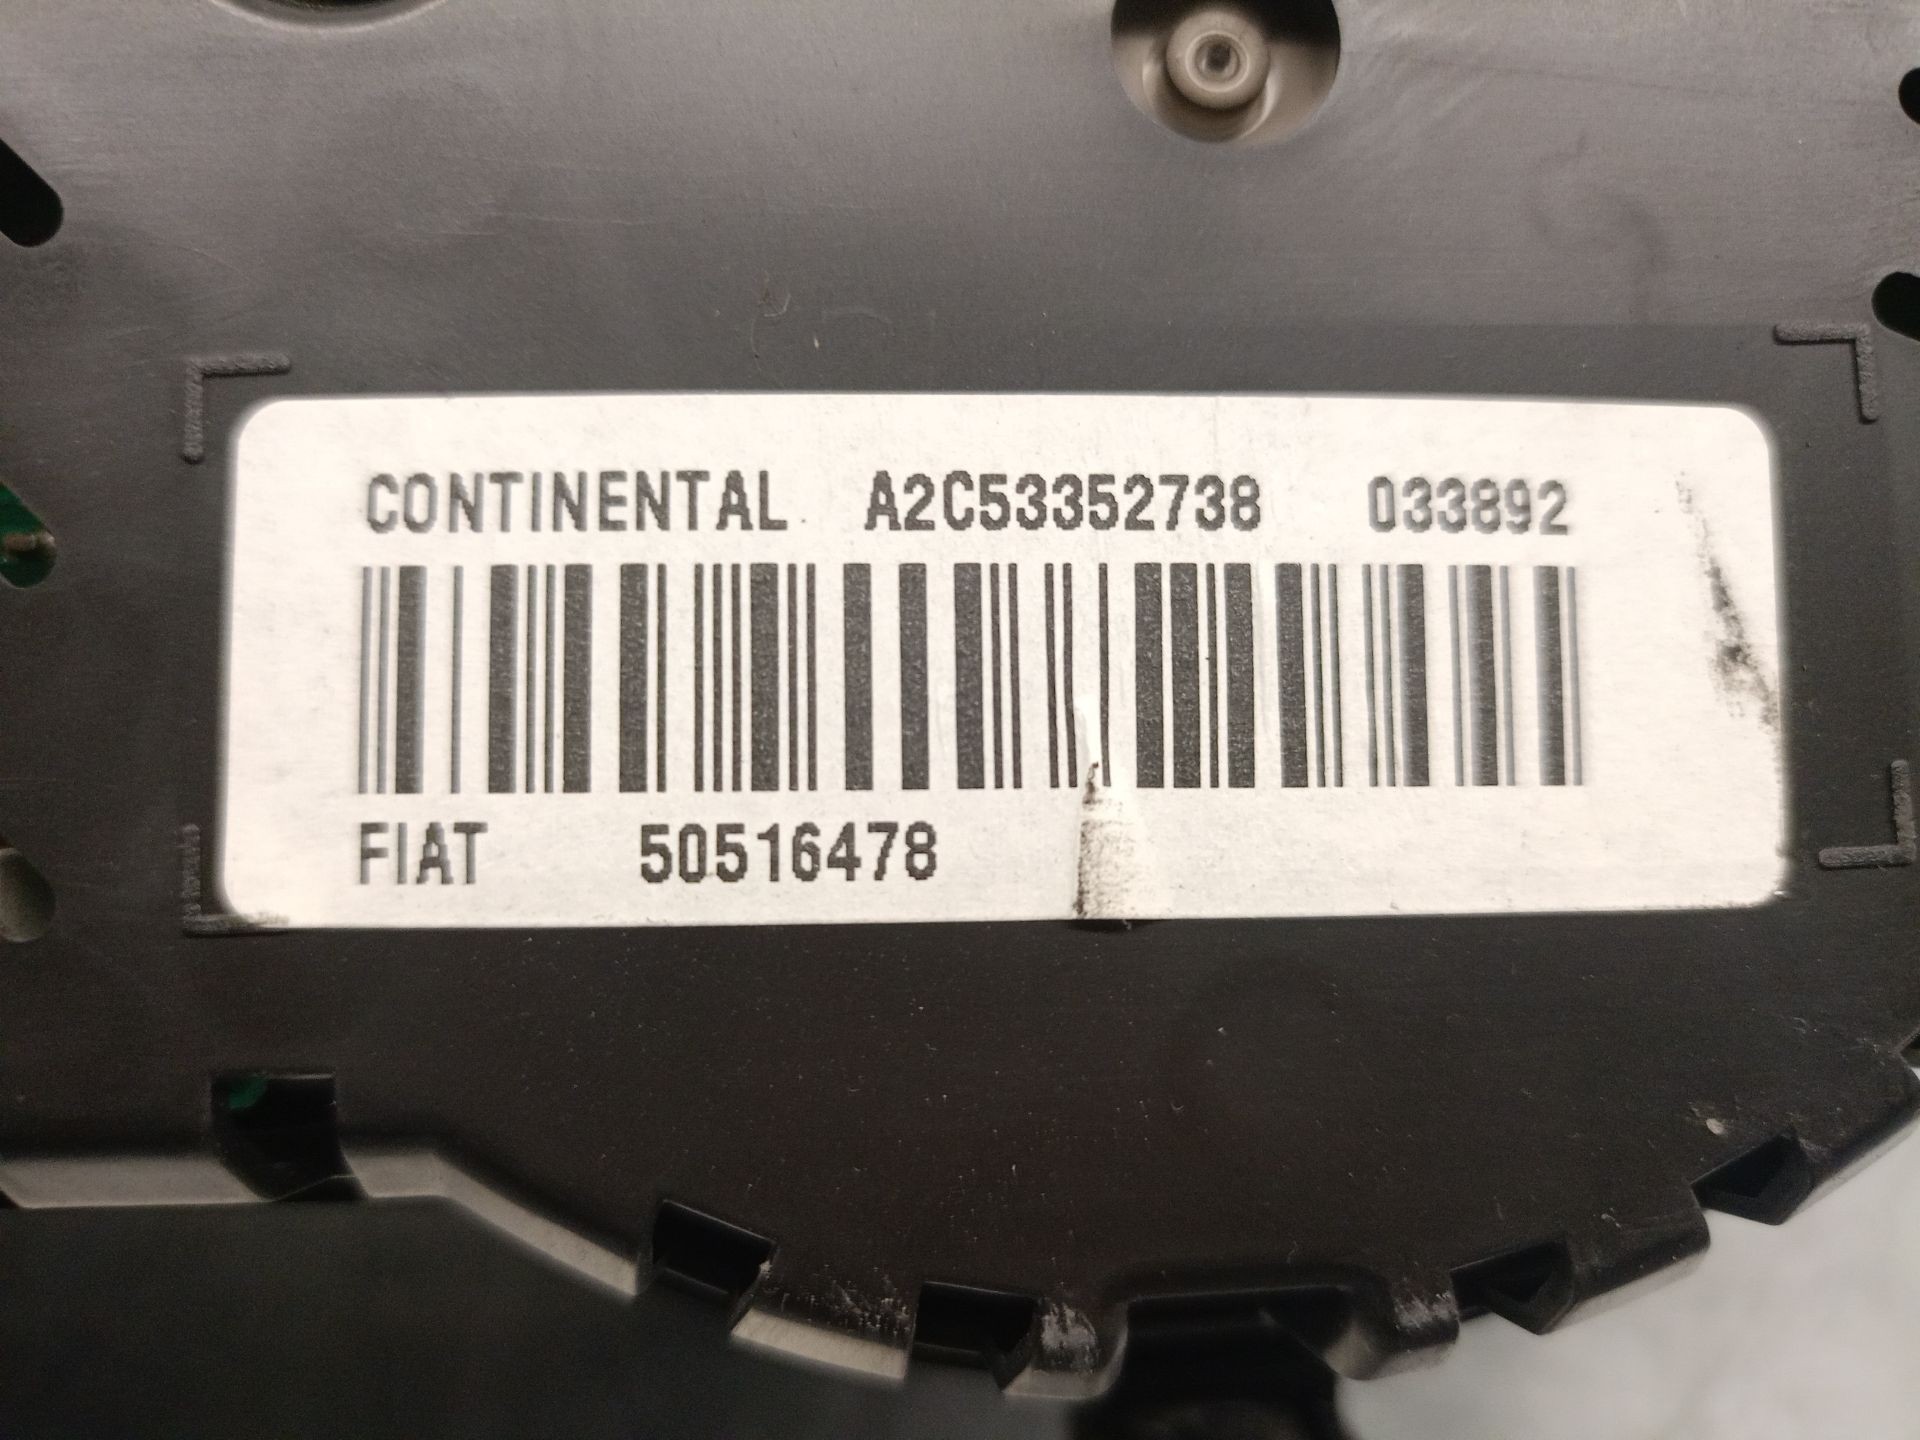 CONTINENTAL A2C53352738 033892
FIAT 50516478